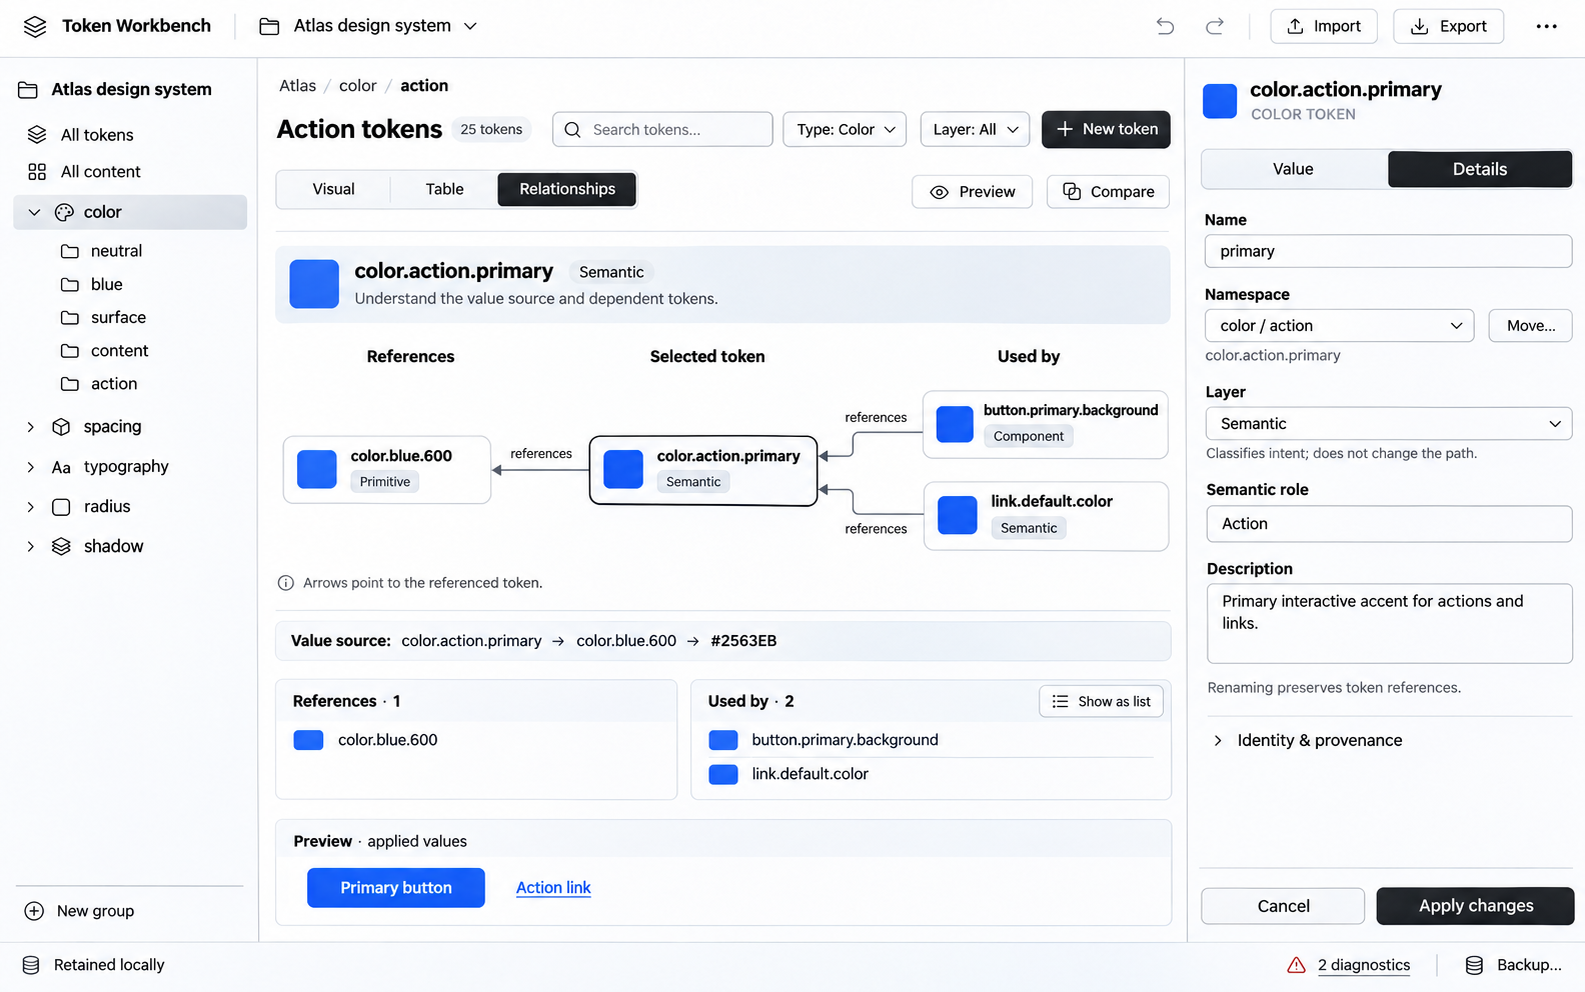 Token Workbench
Atlas design system
Import
Export
Atlas design system
All tokens
All content
color
neutral
blue
surface
content
action
spacing
Aa typography
radius
shadow
New group
Atlas / color / action
Action tokens
25 tokens
Search tokens...
Type: Color
Layer: All
New token
Visual
Table
Relationships
Preview
Compare
color.action.primary
Semantic
Understand the value source and dependent tokens.
References
Selected token
Used by
color.blue.600
Primitive
references
color.action.primary
Semantic
references
button.primary.background
Component
references
link.default.color
Semantic
Arrows point to the referenced token.
Value source: color.action.primary → color.blue.600 → #2563EB
References · 1
color.blue.600
Used by · 2
Show as list
button.primary.background
link.default.color
Preview · applied values
Primary button
Action link
color.action.primary
COLOR TOKEN
Value
Details
Name
primary
Namespace
color / action
Move...
color.action.primary
Layer
Semantic
Classifies intent; does not change the path.
Semantic role
Action
Description
Primary interactive accent for actions and
links.
Renaming preserves token references.
Identity & provenance
Cancel
Apply changes
Retained locally
2 diagnostics
Backup...